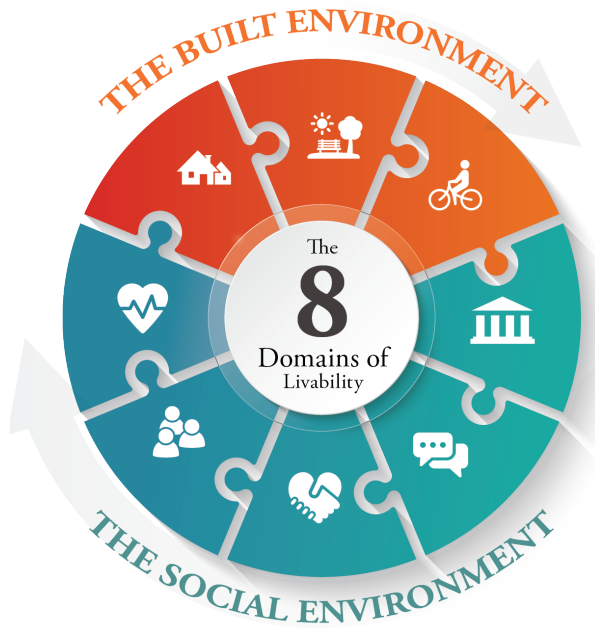 THE BUILT ENVIRONMENT
The
8
Domains of
Livability
THE SOCIAL ENVIRONMENT